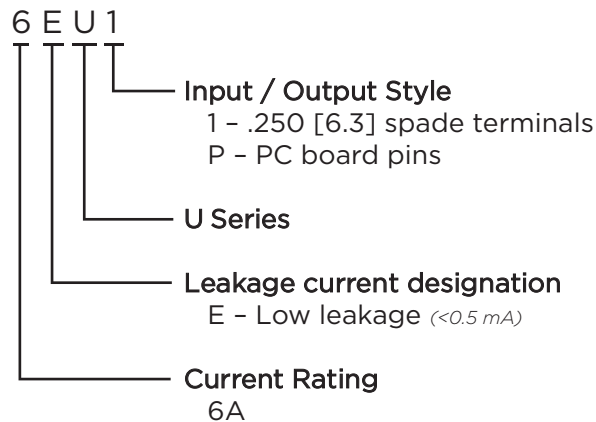 6 E U 1
Input / Output Style
1 – .250 [6.3] spade terminals
P – PC board pins
U Series
Leakage current designation
E – Low leakage (<0.5 mA)
Current Rating
6A